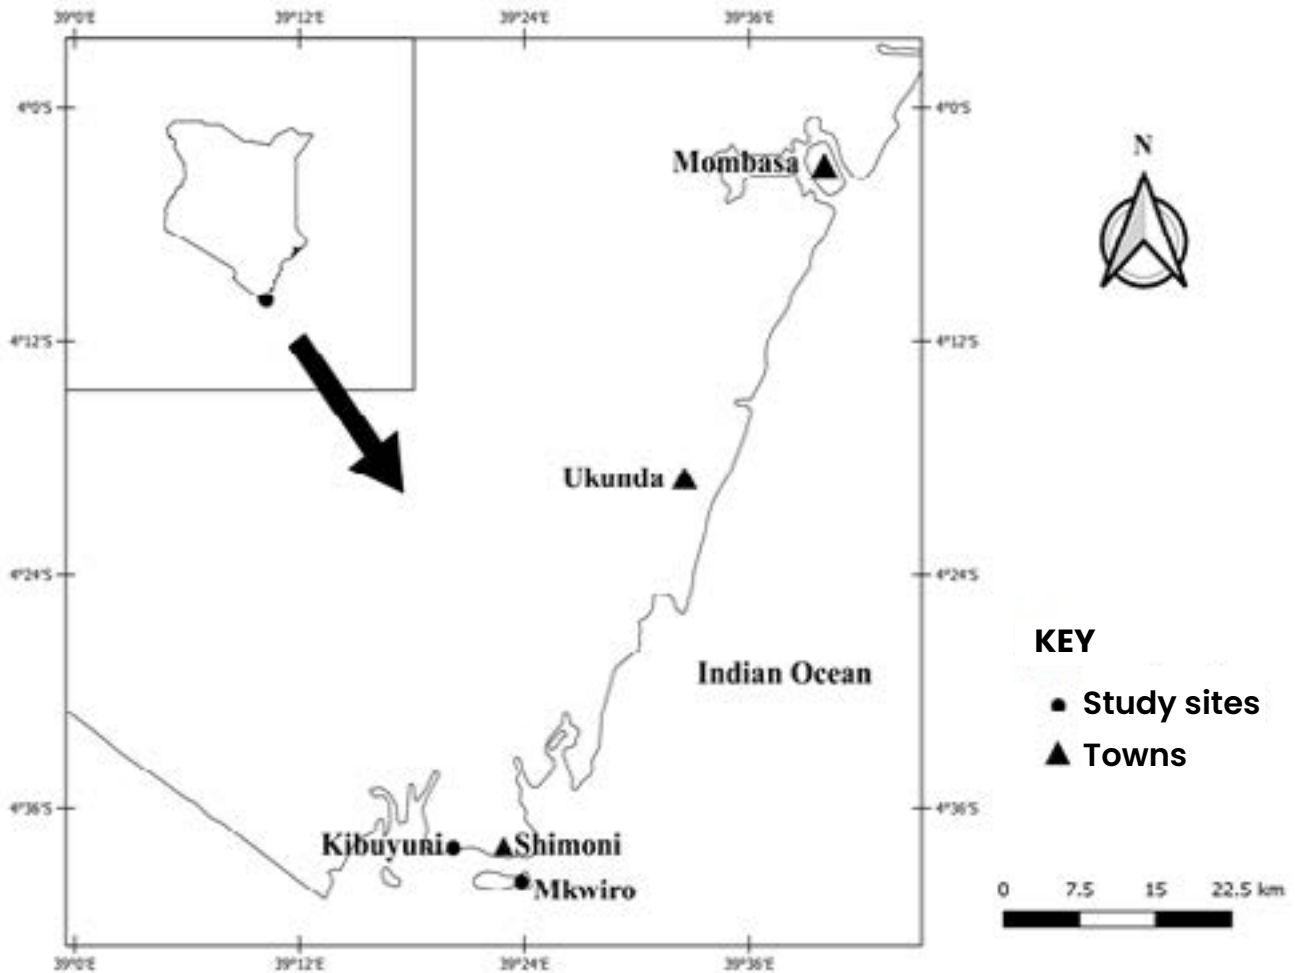 39°0'E 39°12'E 39°24'E 39°36'E
4°0'S 4°0'S
N
Mombasa
4°12'S 4°12'S
Ukunda
4°24'S 4°24'S
KEY
Indian Ocean
Study sites
Towns
4°36'S 4°36'S
Kibuyuni Shimoni
Mkwiro
0 7.5 15 22.5 km
39°0'E 39°12'E 39°24'E 39°36'E